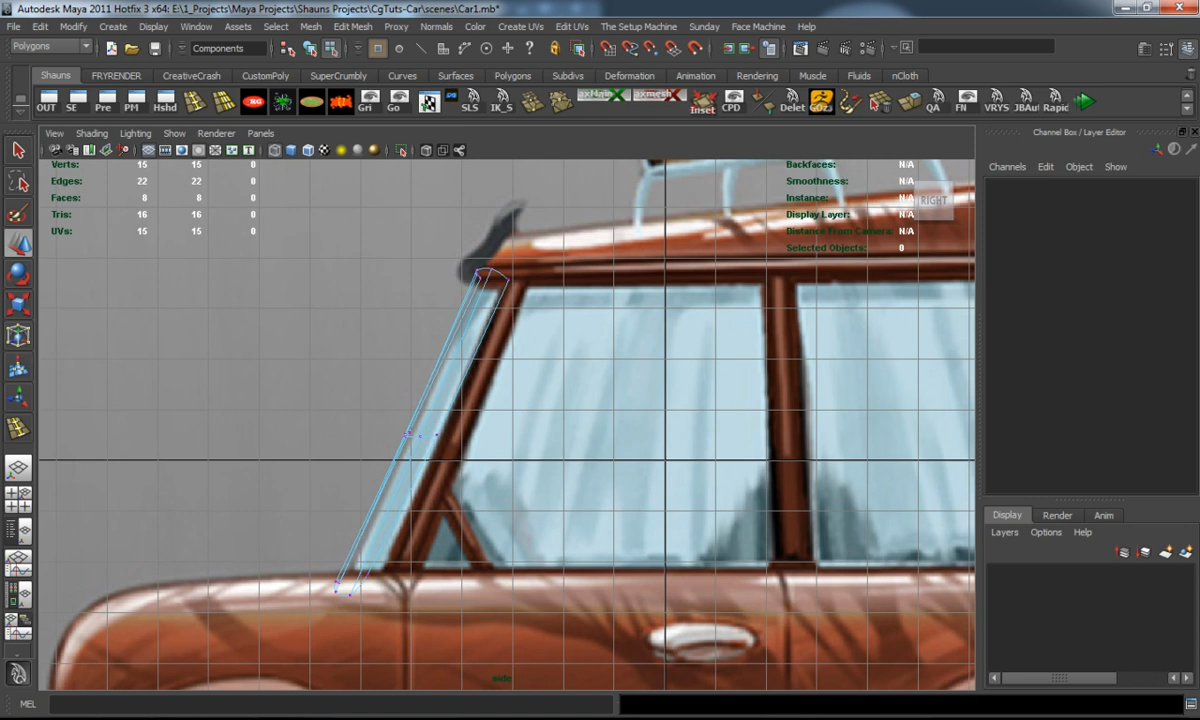 Autodesk Maya 2011 Hotfix 3 x64: E:\1_Projects\Maya Projects\Shauns Projects\CgTuts-Car\scenes\Car1.mb*
File Edit Modify Create Display Window Assets Select Mesh Edit Mesh Proxy Normals Color Create UVs Edit UVs The Setup Machine Sunday Face Machine Help
Polygons Components
Shauns FRYRENDER CreativeCrash CustomPoly SuperCrumbly Curves Surfaces Polygons Subdivs Deformation Animation Rendering Muscle Fluids nCloth
OUT SE Pre PM Hshd Gri Go SLS IK_S Inset CPD Delet GoZ3 QA FN VRYS JBAut Rapic
View Shading Lighting Show Renderer Panels
Channel Box / Layer Editor
Channels Edit Object Show
Verts: 15 15 0
Edges: 22 22 0
Faces: 8 8 0
Tris: 16 16 0
UVs: 15 15 0
Backfaces: N/A
Smoothness: N/A
Instance: N/A
Display Layer: N/A
Distance From Camera: N/A
Selected Objects: 0
RIGHT
side
Display Render Anim
Layers Options Help
MEL